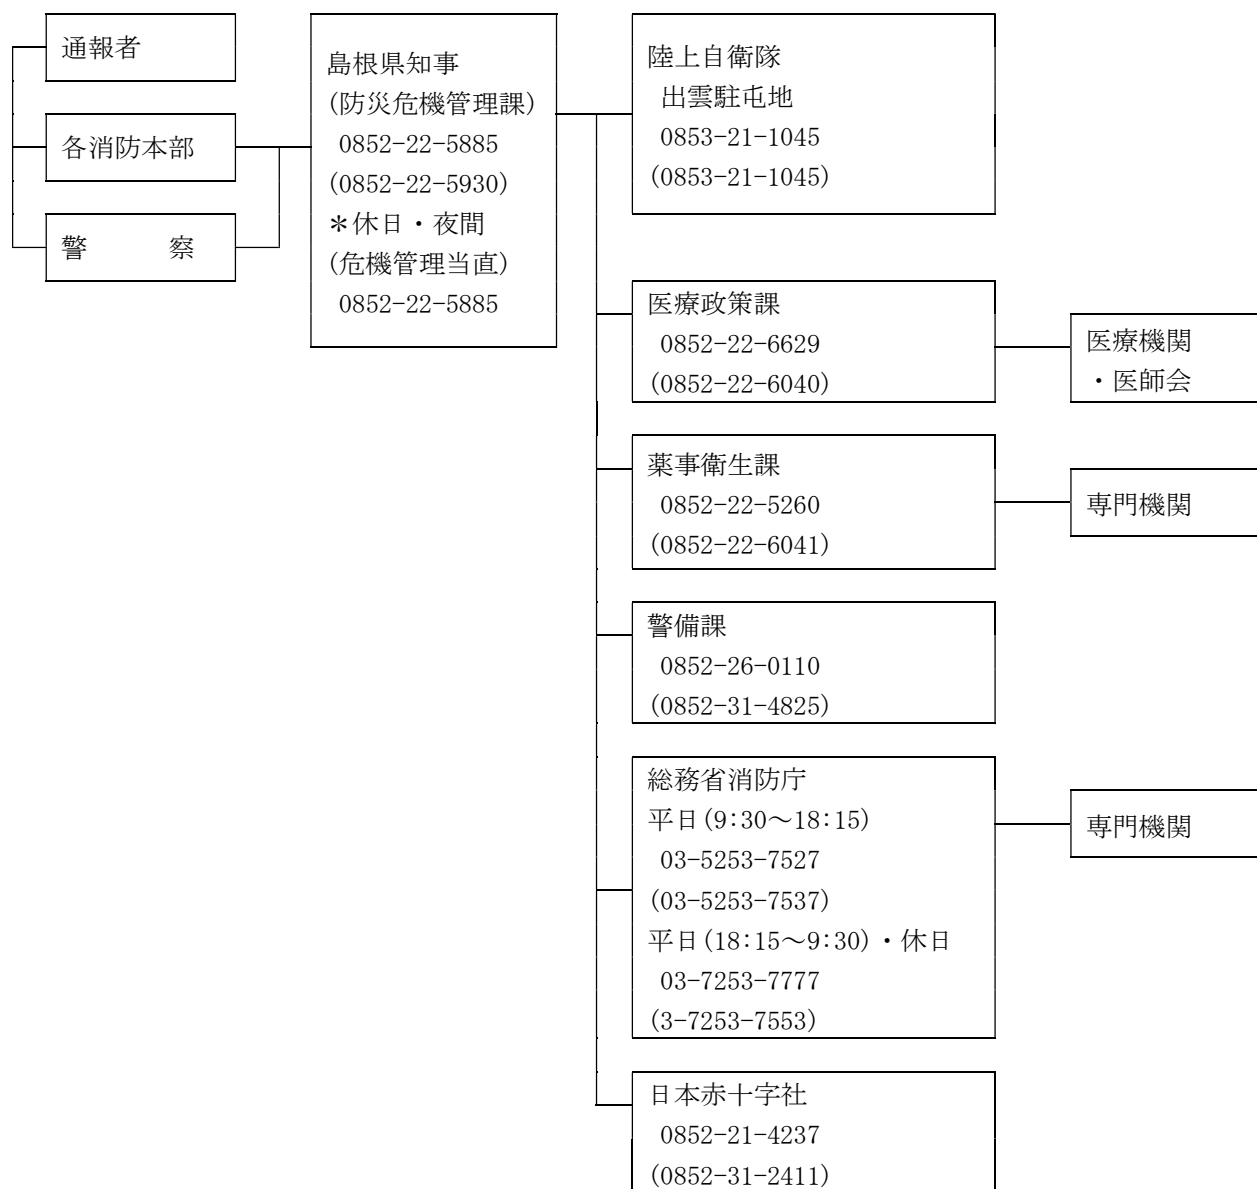 通報者
各消防本部
警 察
島根県知事
(防災危機管理課)
0852-22-5885
(0852-22-5930)
＊休日・夜間
(危機管理当直)
0852-22-5885
陸上自衛隊
出雲駐屯地
0853-21-1045
(0853-21-1045)
医療政策課
0852-22-6629
(0852-22-6040)
医療機関
・医師会
薬事衛生課
0852-22-5260
(0852-22-6041)
専門機関
警備課
0852-26-0110
(0852-31-4825)
総務省消防庁
平日(9:30～18:15)
03-5253-7527
(03-5253-7537)
平日(18:15～9:30)・休日
03-7253-7777
(3-7253-7553)
専門機関
日本赤十字社
0852-21-4237
(0852-31-2411)